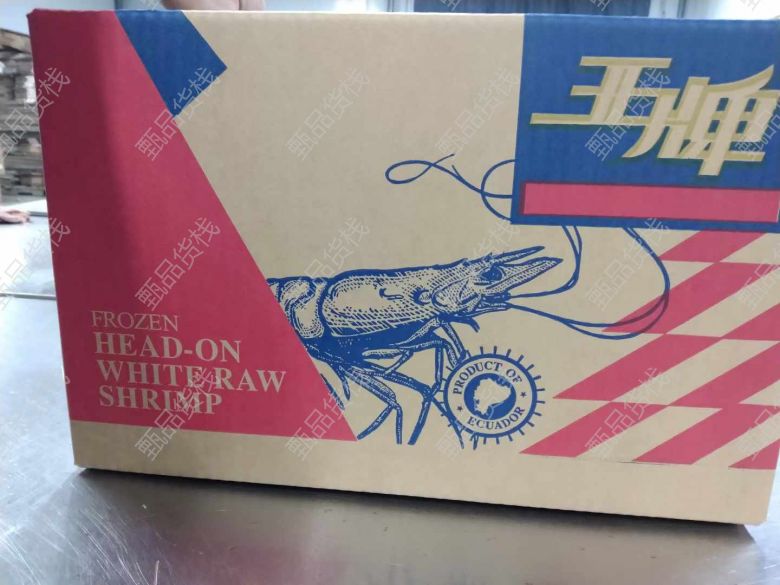 王牌
FROZEN
HEAD-ON
WHITE RAW
SHRIMP
PRODUCT OF
ECUADOR
甄品货栈